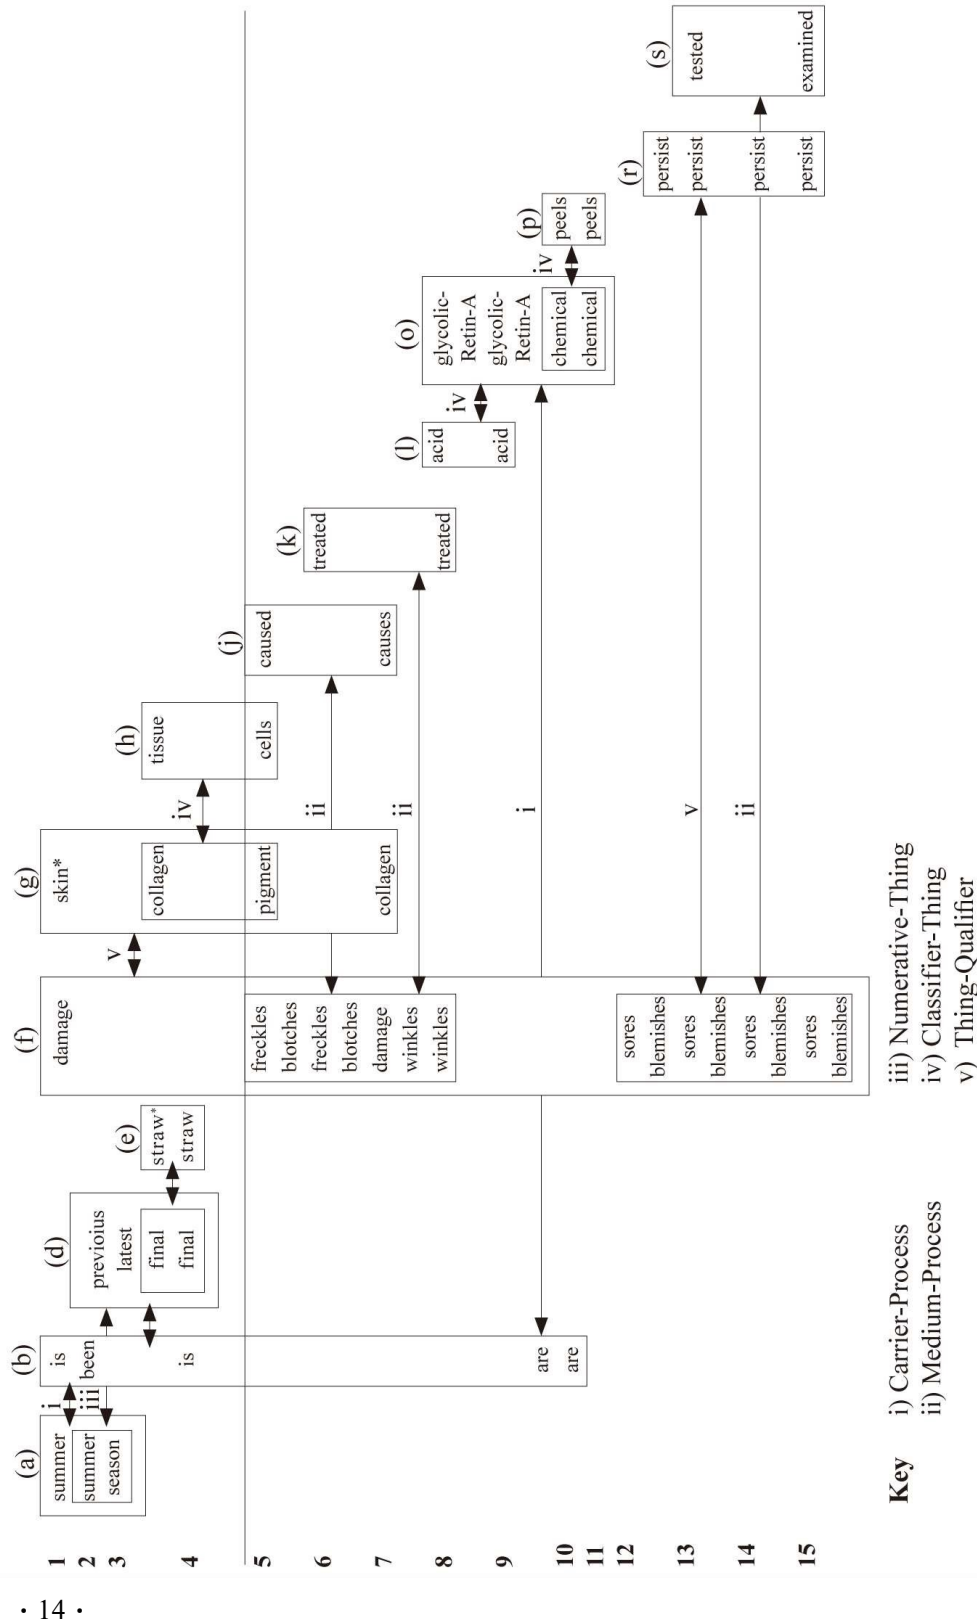 (a) (b) (f) (g)
i (d)
1 summer is damage skin*
2 summer iii been
previoius
3 season v
latest (e) (h)
final straw* collagen tissue
4 is final straw iv
(j)
5 freckles pigment cells caused
blotches (k)
6 freckles ii treated
blotches
7 damage collagen causes
winkles ii (l) (o)
8 winkles treated acid glycolic-
iv Retin-A
9 acid glycolic-
i Retin-A (p)
are iv
10 are chemical peels
11 chemical peels
12 sores (r)
blemishes persist (s)
13 sores v persist tested
blemishes
14 sores ii persist
blemishes
15 sores persist examined
blemishes
Key i) Carrier-Process iii) Numerative-Thing
ii) Medium-Process iv) Classifier-Thing
v) Thing-Qualifier
· 14 ·